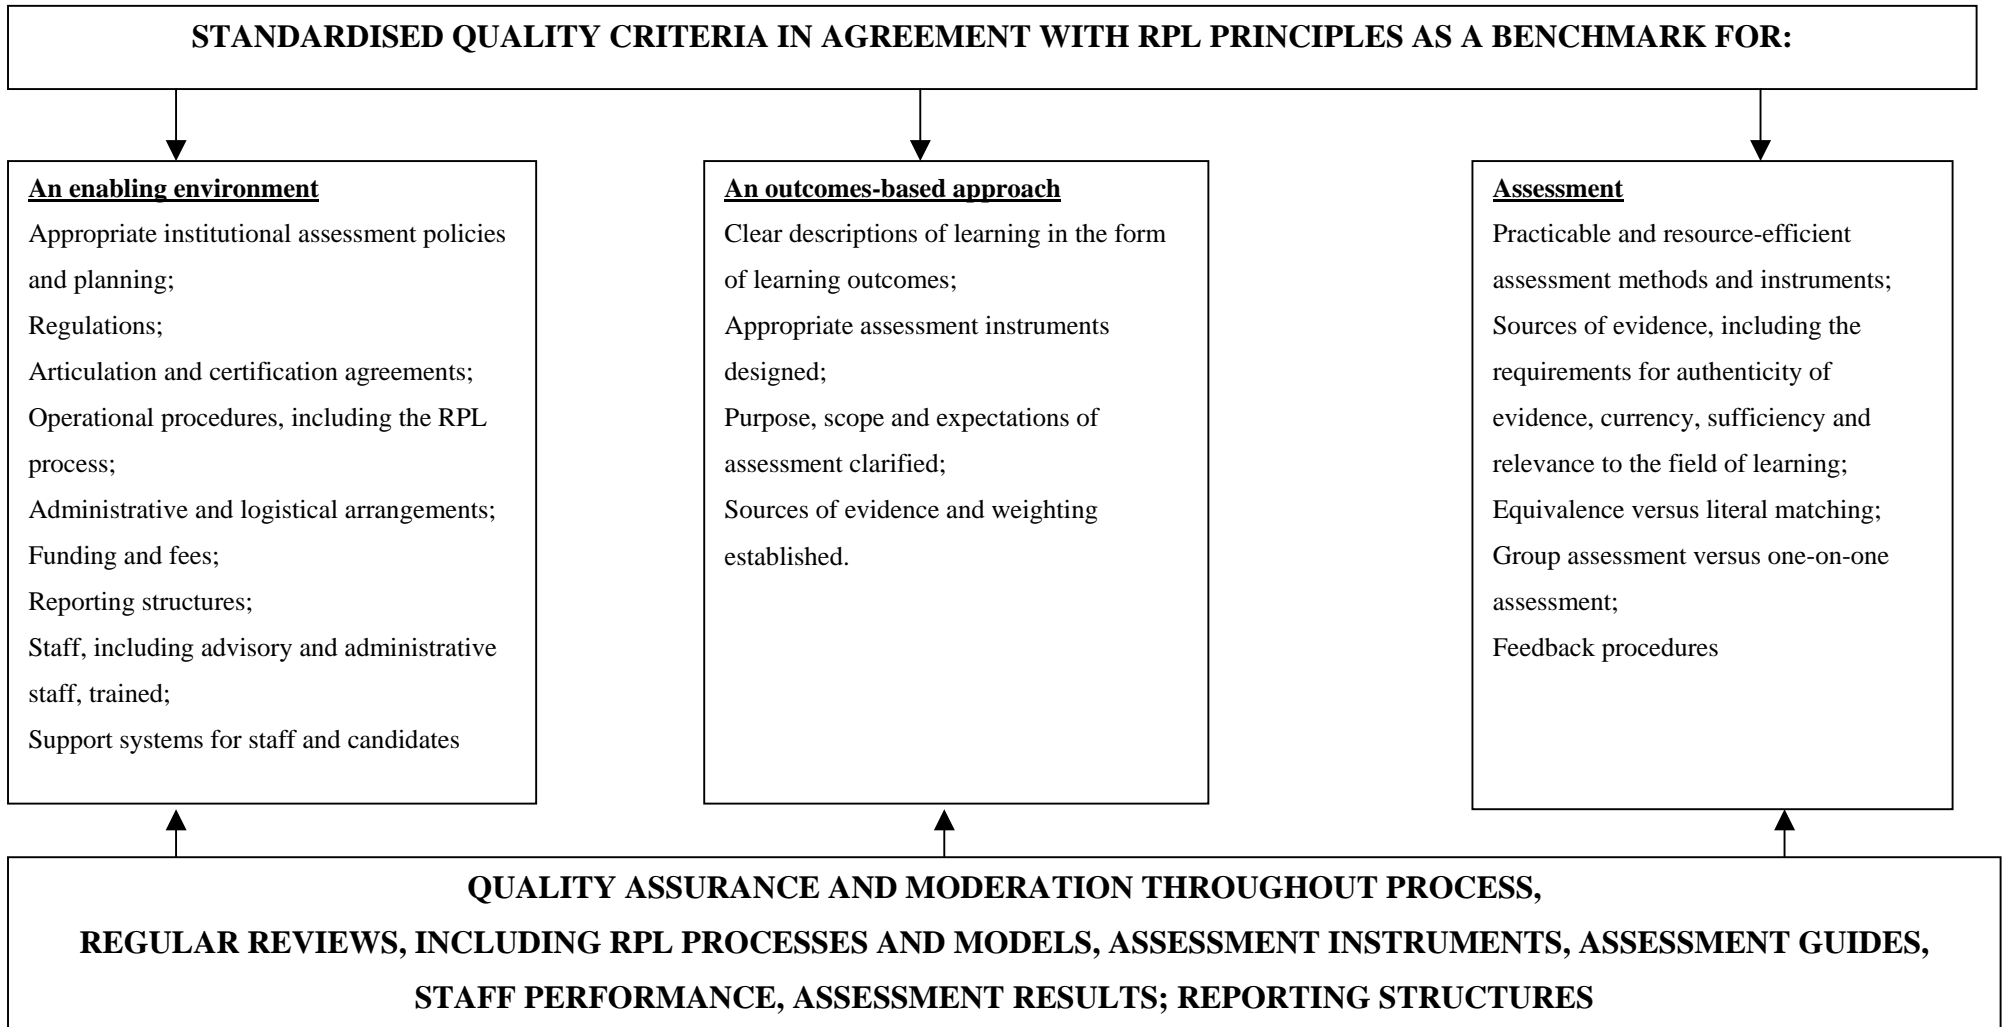 STANDARDISED QUALITY CRITERIA IN AGREEMENT WITH RPL PRINCIPLES AS A BENCHMARK FOR:
An enabling environment
Appropriate institutional assessment policies
and planning;
Regulations;
Articulation and certification agreements;
Operational procedures, including the RPL
process;
Administrative and logistical arrangements;
Funding and fees;
Reporting structures;
Staff, including advisory and administrative
staff, trained;
Support systems for staff and candidates
An outcomes-based approach
Clear descriptions of learning in the form
of learning outcomes;
Appropriate assessment instruments
designed;
Purpose, scope and expectations of
assessment clarified;
Sources of evidence and weighting
established.
Assessment
Practicable and resource-efficient
assessment methods and instruments;
Sources of evidence, including the
requirements for authenticity of
evidence, currency, sufficiency and
relevance to the field of learning;
Equivalence versus literal matching;
Group assessment versus one-on-one
assessment;
Feedback procedures
QUALITY ASSURANCE AND MODERATION THROUGHOUT PROCESS,
REGULAR REVIEWS, INCLUDING RPL PROCESSES AND MODELS, ASSESSMENT INSTRUMENTS, ASSESSMENT GUIDES,
STAFF PERFORMANCE, ASSESSMENT RESULTS; REPORTING STRUCTURES